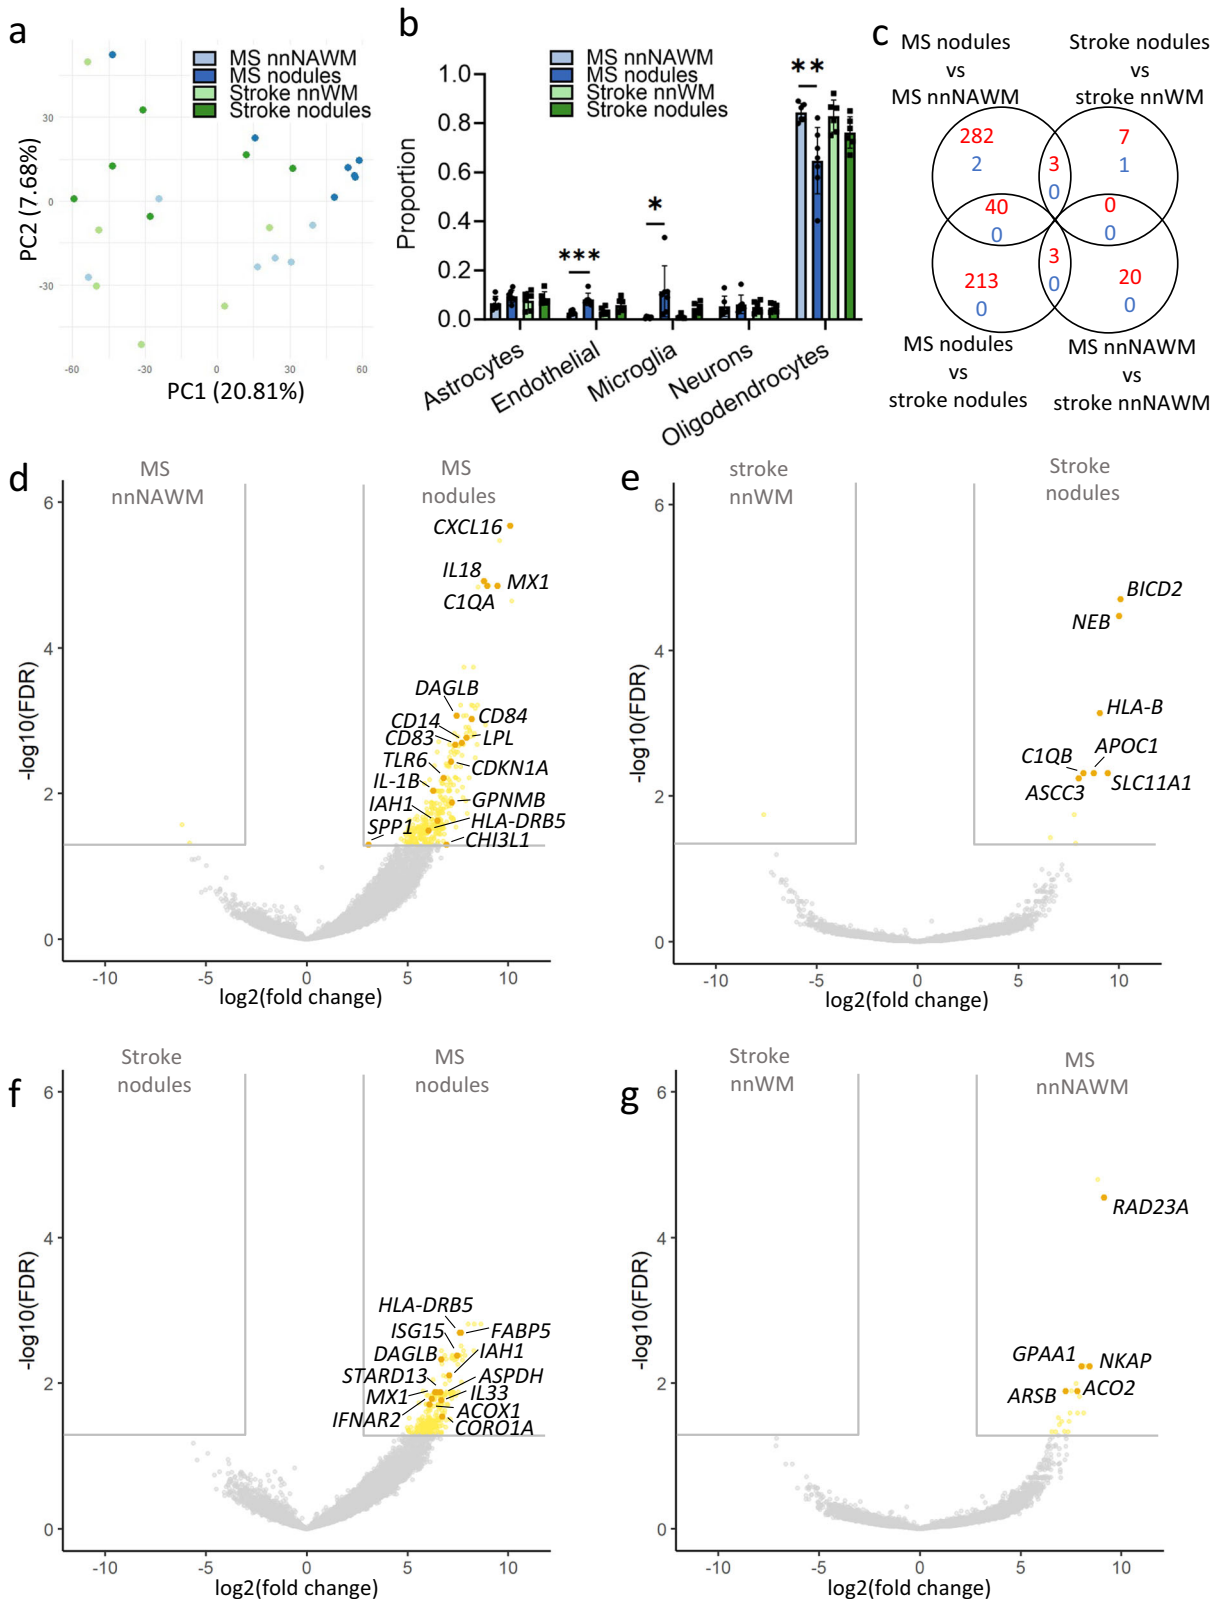 a
MS nnNAWM
MS nodules
Stroke nnWM
Stroke nodules
PC2 (7.68%)
30
0
-30
-60
-30
0
30
60
PC1 (20.81%)
b
MS nnNAWM
MS nodules
Stroke nnWM
Stroke nodules
Proportion
1.0
0.8
0.6
0.4
0.2
0.0
***
*
**
Astrocytes
Endothelial
Microglia
Neurons
Oligodendrocytes
c
MS nodules
vs
MS nnNAWM
Stroke nodules
vs
stroke nnWM
282
2
3
0
7
1
40
0
0
0
213
0
3
0
20
0
MS nodules
vs
stroke nodules
MS nnNAWM
vs
stroke nnNAWM
d
MS
nnNAWM
MS
nodules
-log10(FDR)
6
4
2
0
CXCL16
IL18
MX1
C1QA
DAGLB
CD14
CD84
CD83
LPL
TLR6
CDKN1A
IL-1B
GPNMB
IAH1
HLA-DRB5
SPP1
CHI3L1
-10
-5
0
5
10
log2(fold change)
e
stroke
nnWM
Stroke
nodules
-log10(FDR)
6
4
2
0
BICD2
NEB
HLA-B
C1QB
APOC1
ASCC3
SLC11A1
-10
-5
0
5
10
log2(fold change)
f
Stroke
nodules
MS
nodules
-log10(FDR)
6
4
2
0
HLA-DRB5
ISG15
FABP5
DAGLB
IAH1
STARD13
ASPDH
MX1
IL33
IFNAR2
ACOX1
CORO1A
-10
-5
0
5
10
log2(fold change)
g
Stroke
nnWM
MS
nnNAWM
-log10(FDR)
6
4
2
0
RAD23A
GPAA1
NKAP
ARSB
ACO2
-10
-5
0
5
10
log2(fold change)